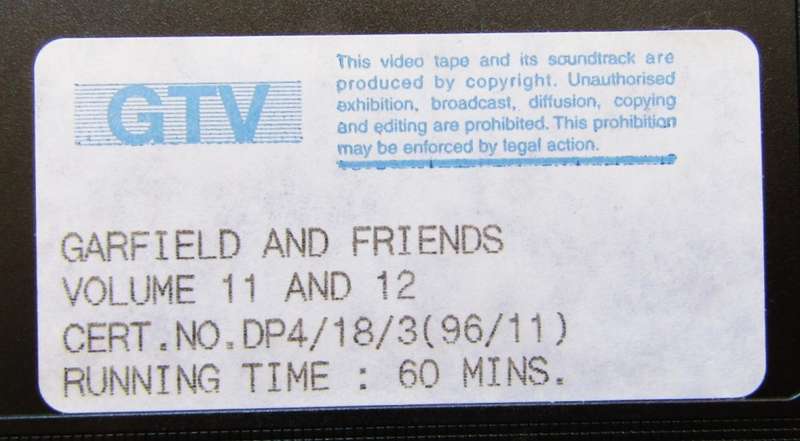 GTV
This video tape and its soundtrack are
produced by copyright. Unauthorised
exhibition, broadcast, diffusion, copying
and editing are prohibited. This prohibition
may be enforced by legal action.
GARFIELD AND FRIENDS
VOLUME 11 AND 12
CERT.NO.DP4/18/3(96/11)
RUNNING TIME : 60 MINS.